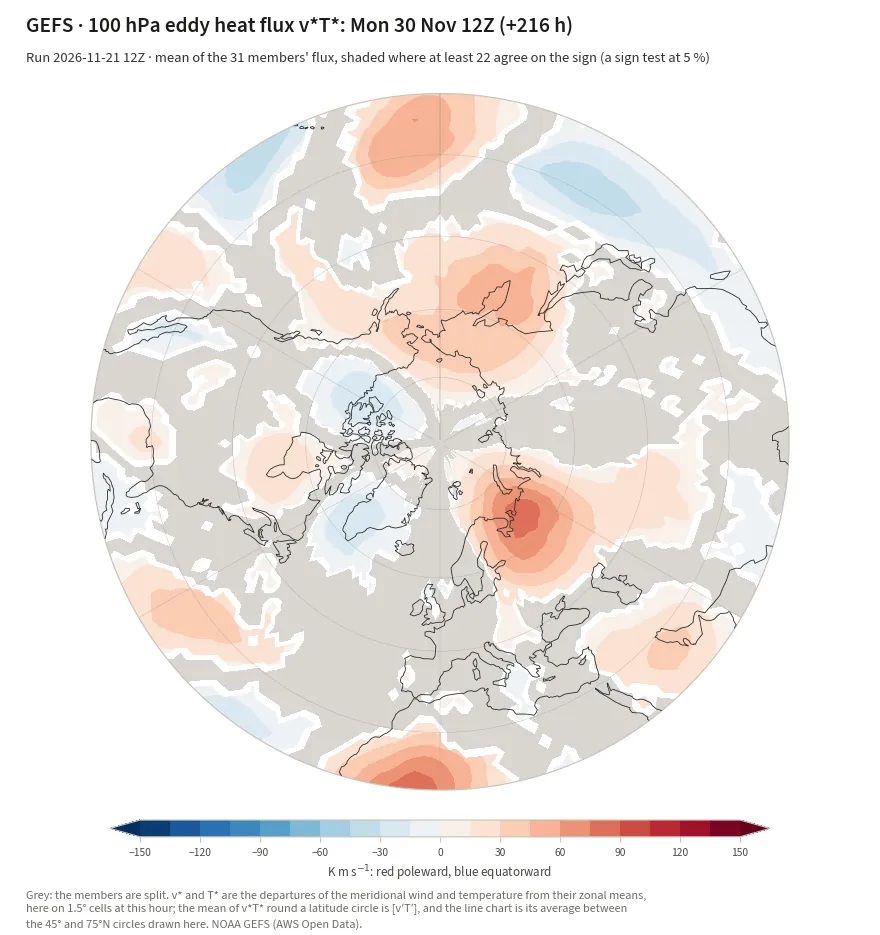 GEFS · 100 hPa eddy heat flux v*T*: Mon 30 Nov 12Z (+216 h)
Run 2026-11-21 12Z · mean of the 31 members' flux, shaded where at least 22 agree on the sign (a sign test at 5 %)
−150 −120 −90 −60 −30 0 30 60 90 120 150
K m s⁻¹: red poleward, blue equatorward
Grey: the members are split. v* and T* are the departures of the meridional wind and temperature from their zonal means,
here on 1.5° cells at this hour; the mean of v*T* round a latitude circle is [v'T'], and the line chart is its average between
the 45° and 75°N circles drawn here. NOAA GEFS (AWS Open Data).